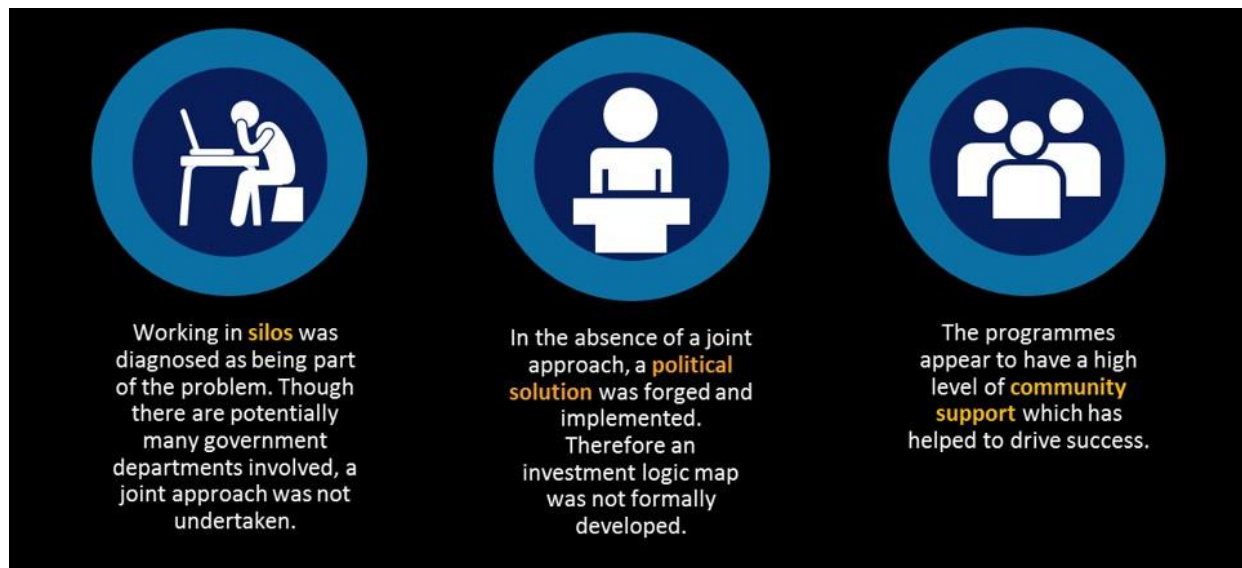 Working in silos was
diagnosed as being part
of the problem. Though
there are potentially
many government
departments involved, a
joint approach was not
undertaken.
In the absence of a joint
approach, a political
solution was forged and
implemented.
Therefore an
investment logic map
was not formally
developed.
The programmes
appear to have a high
level of community
support which has
helped to drive success.